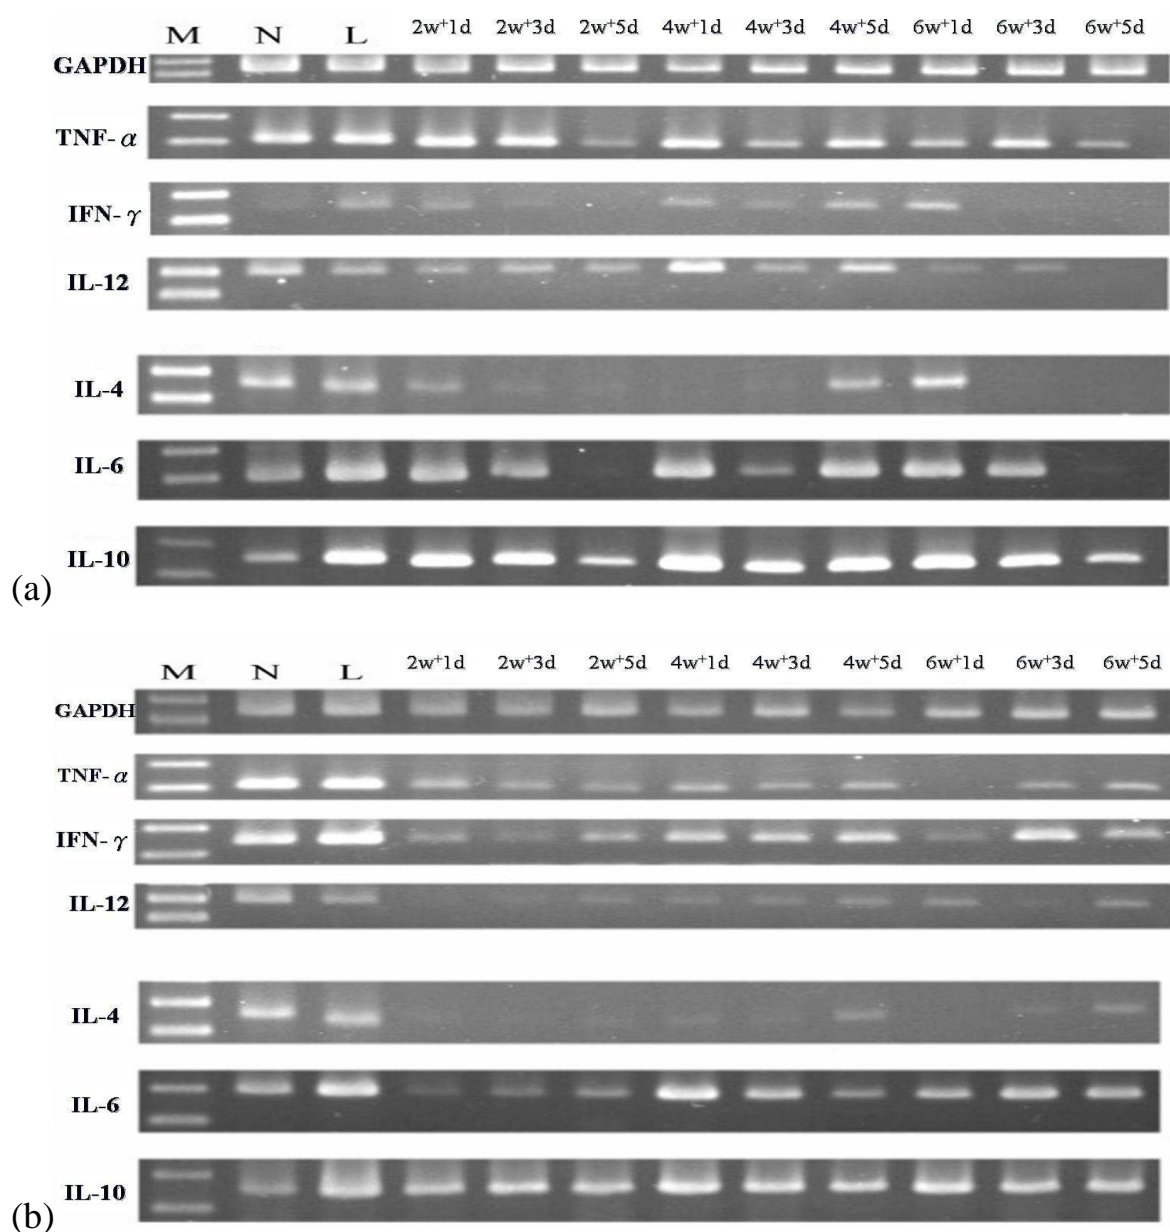 M N L 2w+1d 2w+3d 2w+5d 4w+1d 4w+3d 4w+5d 6w+1d 6w+3d 6w+5d
GAPDH
TNF-α
IFN-γ
IL-12
IL-4
IL-6
IL-10
(a)
M N L 2w+1d 2w+3d 2w+5d 4w+1d 4w+3d 4w+5d 6w+1d 6w+3d 6w+5d
GAPDH
TNF-α
IFN-γ
IL-12
IL-4
IL-6
IL-10
(b)